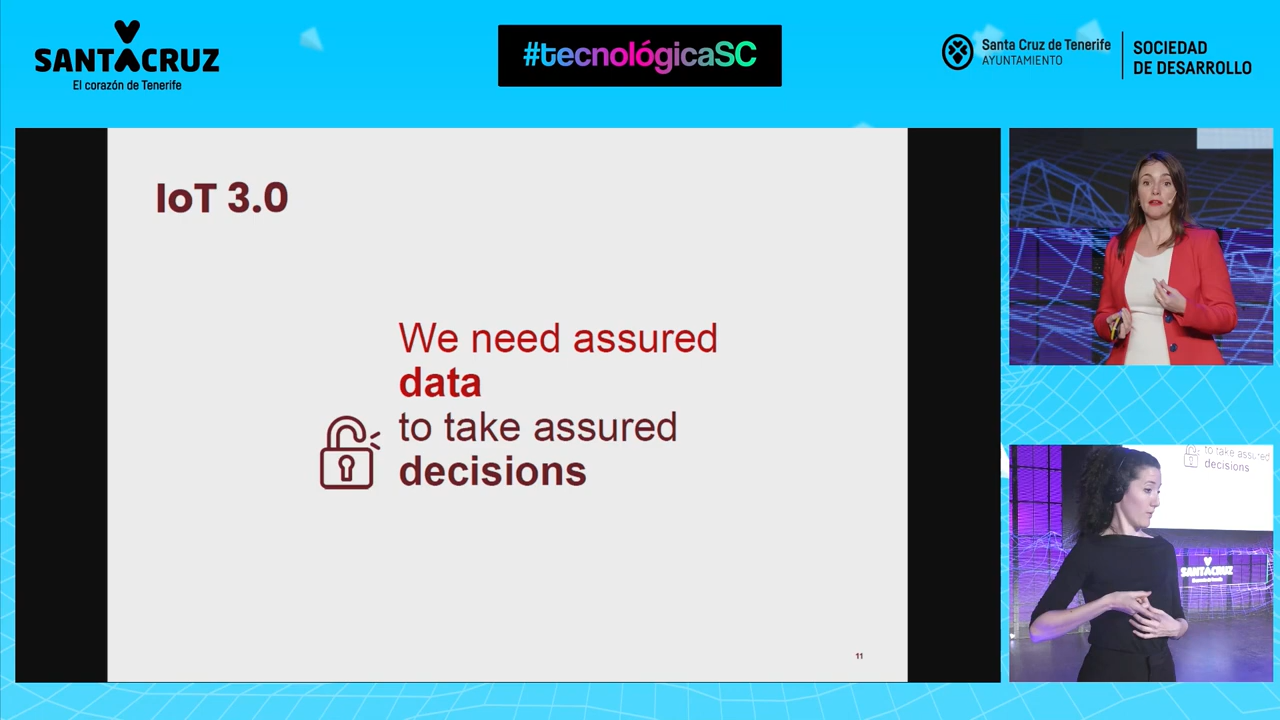 SANTACRUZ
El corazón de Tenerife
#tecnológicaSC
Santa Cruz de Tenerife
AYUNTAMIENTO
SOCIEDAD
DE DESARROLLO
IoT 3.0
We need assured
data
to take assured
decisions
11
to take assured
decisions
SANTACRUZ